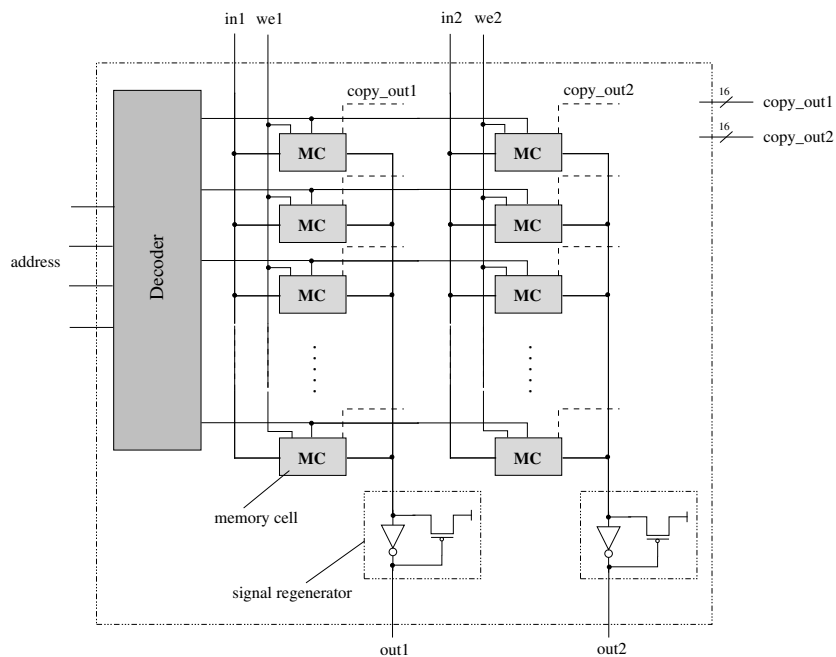 in1 we1 in2 we2
copy_out1 copy_out2
16 copy_out1
16 copy_out2
MC MC
MC MC
address
Decoder
MC MC
MC MC
memory cell
signal regenerator
out1 out2